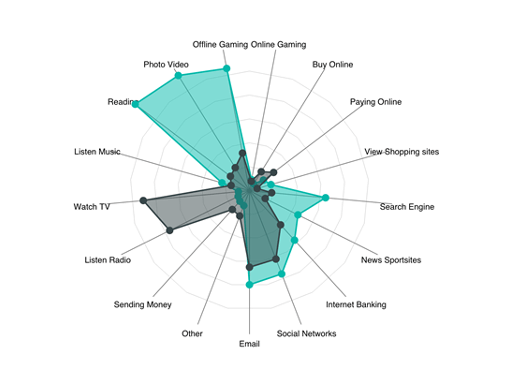 Offline Gaming
Online Gaming
Photo Video
Buy Online
Reading
Paying Online
Listen Music
View Shopping sites
Watch TV
Search Engine
Listen Radio
News Sportsites
Sending Money
Internet Banking
Other
Social Networks
Email